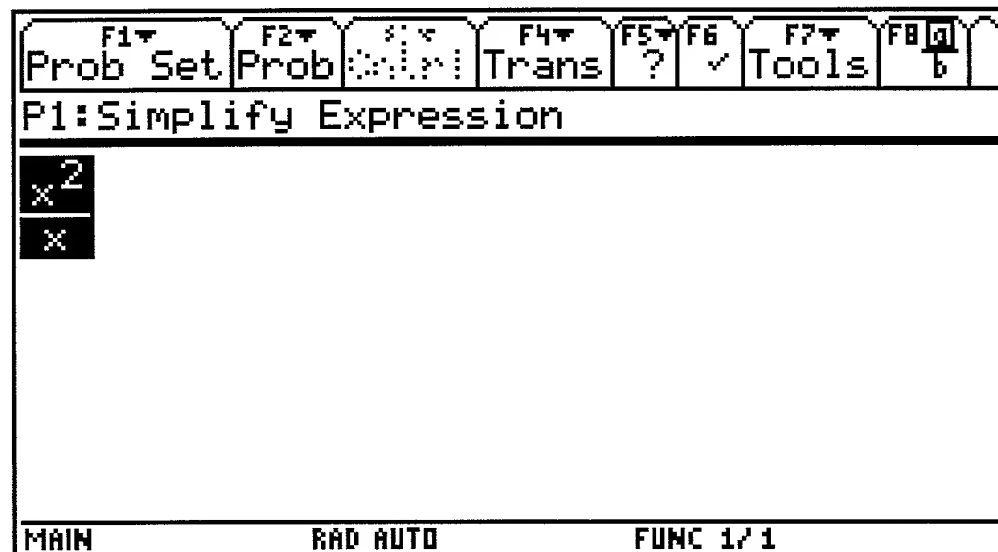 F1 F2 F4 F5 F6 F7 F8 a
Prob Set Prob Trans ? ✓ Tools b
P1:Simplify Expression
x²
x
MAIN RAD AUTO FUNC 1/1